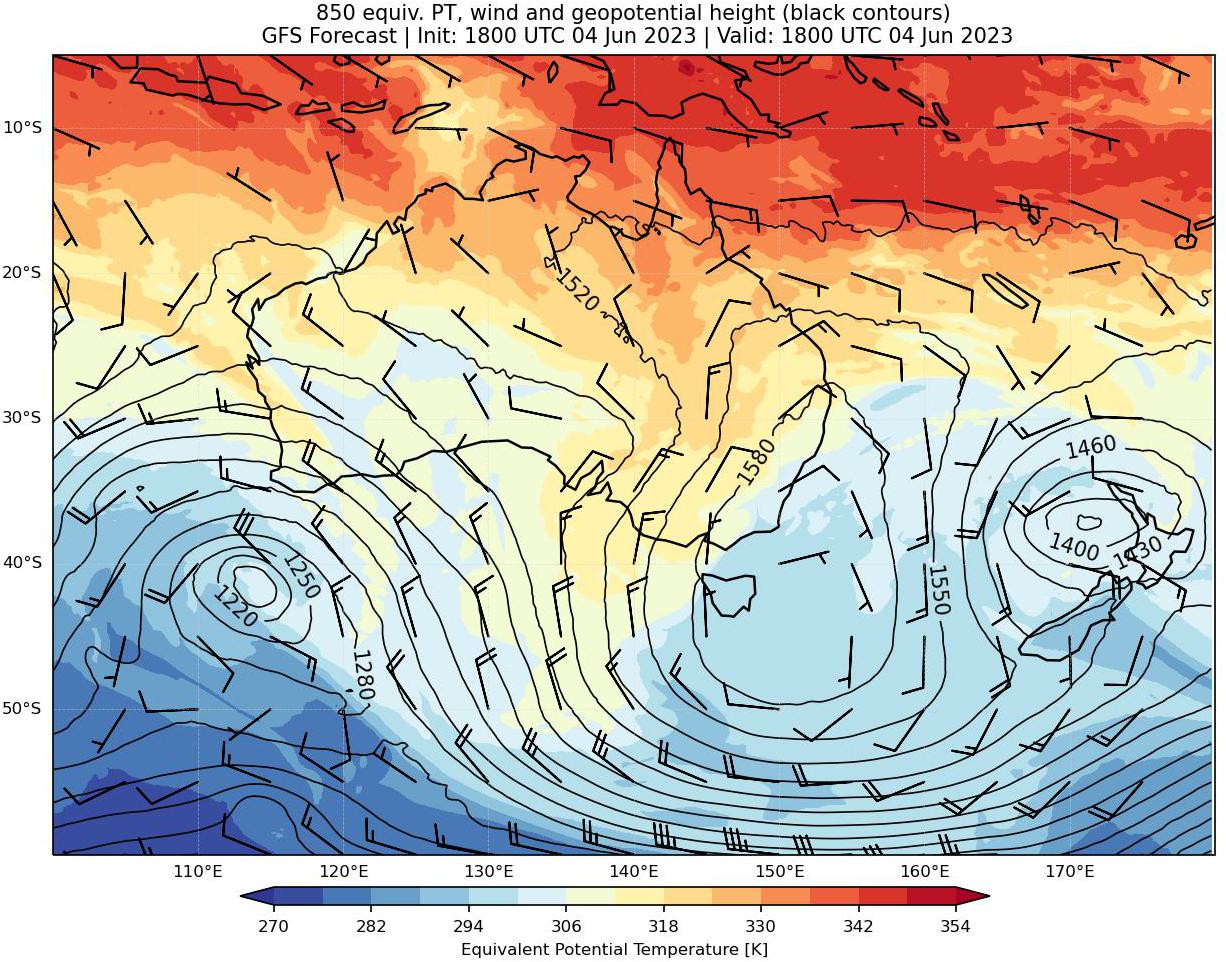 850 equiv. PT, wind and geopotential height (black contours)
GFS Forecast | Init: 1800 UTC 04 Jun 2023 | Valid: 1800 UTC 04 Jun 2023
10°S
20°S
1520
30°S
1460
1580
40°S
1400
1430
1250
1220
1550
1280
50°S
110°E 120°E 130°E 140°E 150°E 160°E 170°E
270 282 294 306 318 330 342 354
Equivalent Potential Temperature [K]